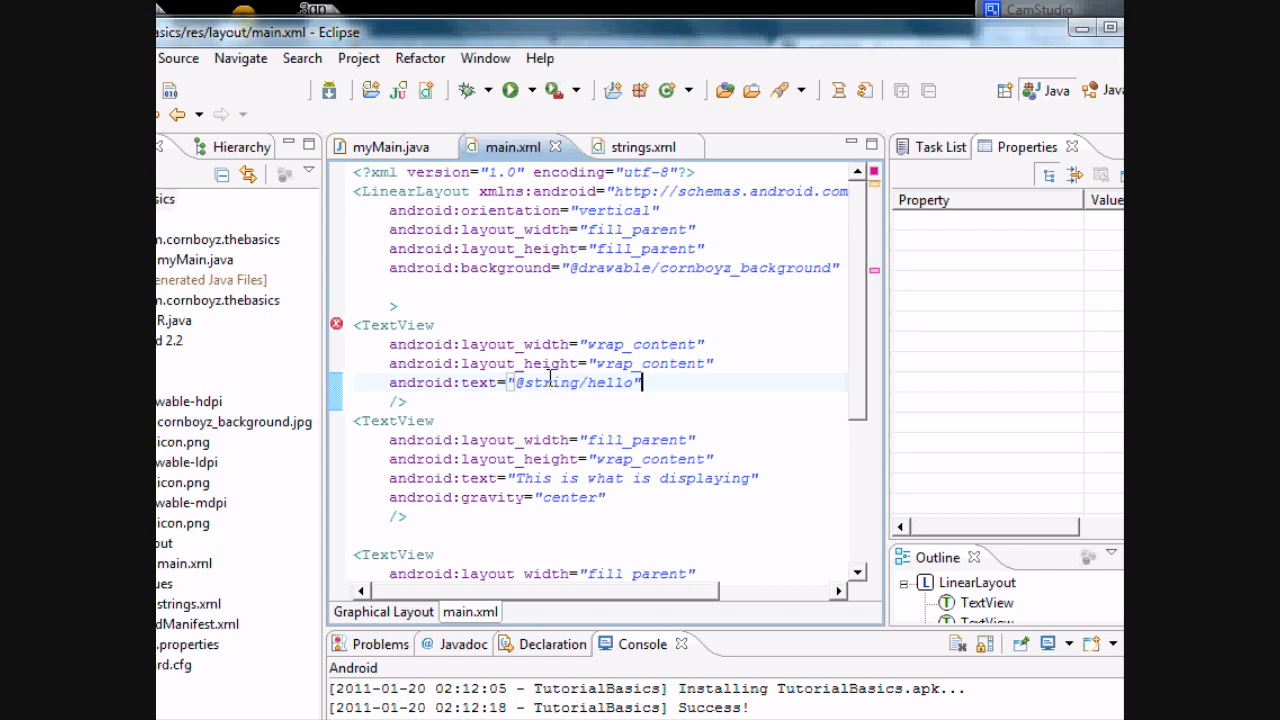 3gp
CamStudio
asics/res/layout/main.xml - Eclipse
Source Navigate Search Project Refactor Window Help
Java Java
Hierarchy
myMain.java main.xml strings.xml
Task List Properties
sics
m.cornboyz.thebasics
myMain.java
enerated Java Files]
m.cornboyz.thebasics
R.java
d 2.2
wable-hdpi
cornboyz_background.jpg
icon.png
wable-ldpi
icon.png
wable-mdpi
icon.png
out
main.xml
ues
strings.xml
dManifest.xml
.properties
rd.cfg
<?xml version="1.0" encoding="utf-8"?>
<LinearLayout xmlns:android="http://schemas.android.com
android:orientation="vertical"
android:layout_width="fill_parent"
android:layout_height="fill_parent"
android:background="@drawable/cornboyz_background"
>
<TextView
android:layout_width="wrap_content"
android:layout_height="wrap_content"
android:text="@string/hello"
/>
<TextView
android:layout_width="fill_parent"
android:layout_height="wrap_content"
android:text="This is what is displaying"
android:gravity="center"
/>
<TextView
android:layout_width="fill_parent"
Graphical Layout main.xml
Property Value
Outline
LinearLayout
TextView
TextView
Problems @ Javadoc Declaration Console
Android
[2011-01-20 02:12:05 - TutorialBasics] Installing TutorialBasics.apk...
[2011-01-20 02:12:18 - TutorialBasics] Success!